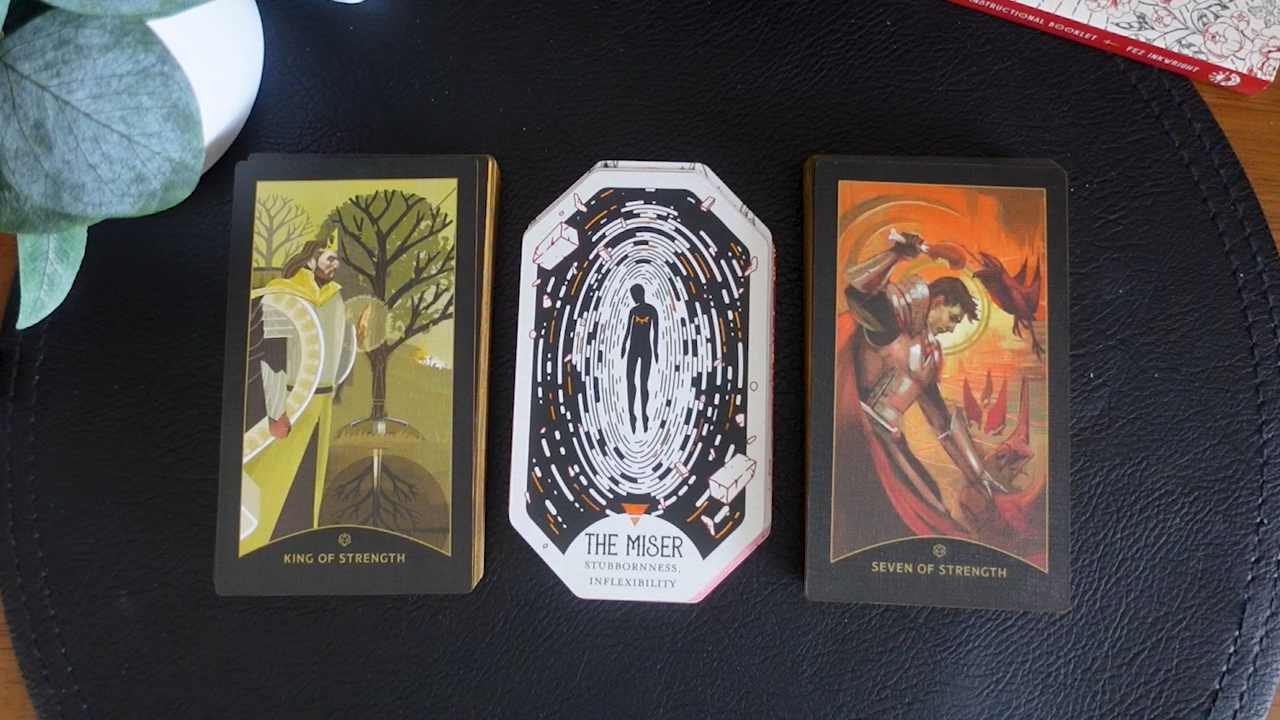 INSTRUCTIONAL BOOKLET FEZ INKWRIGHT
KING OF STRENGTH
THE MISER
STUBBORNNESS,
INFLEXIBILITY
SEVEN OF STRENGTH